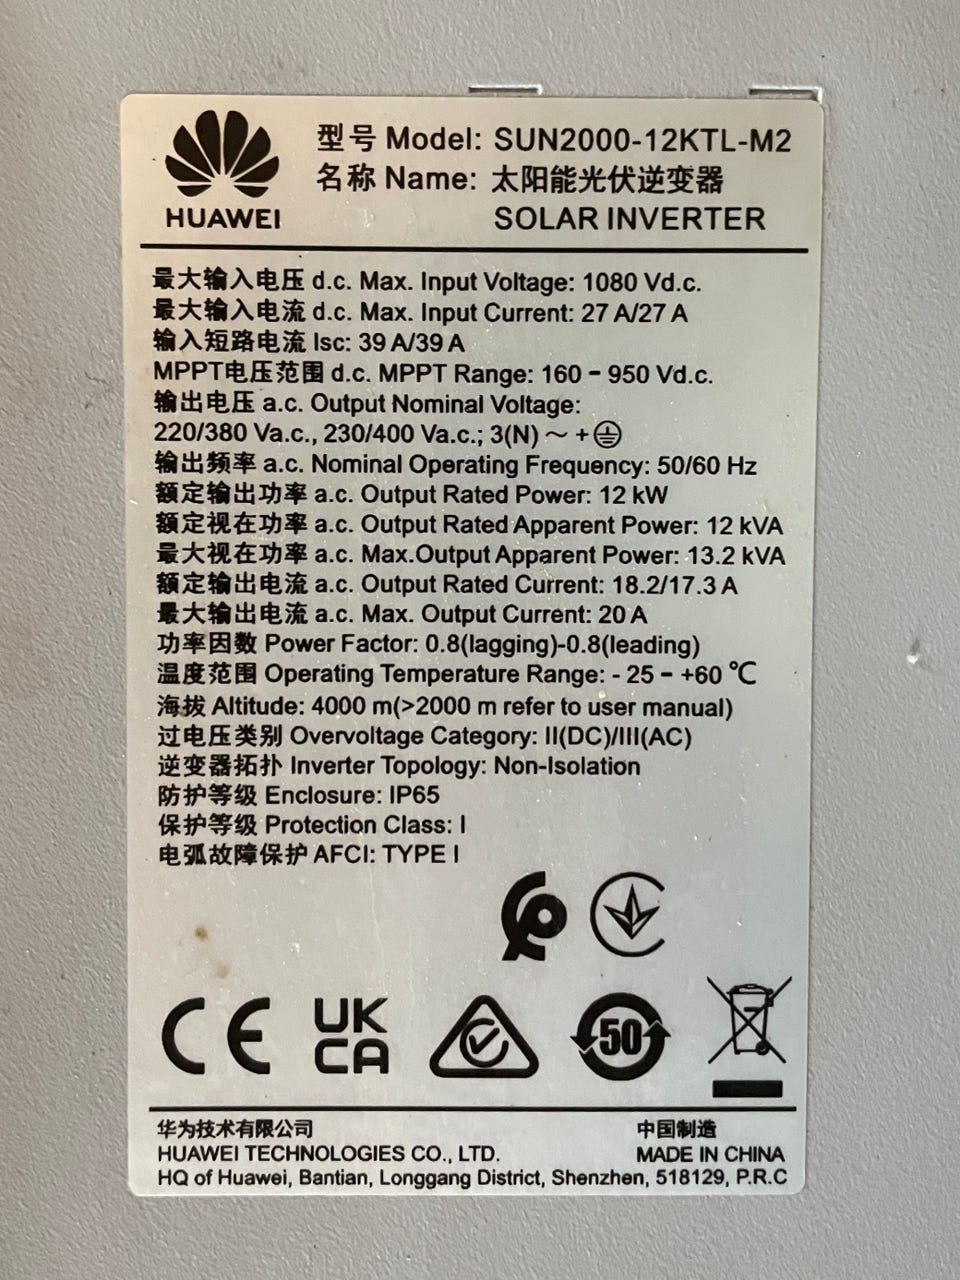 HUAWEI
型号 Model: SUN2000-12KTL-M2
名称 Name: 太阳能光伏逆变器
SOLAR INVERTER
最大输入电压 d.c. Max. Input Voltage: 1080 Vd.c.
最大输入电流 d.c. Max. Input Current: 27 A/27 A
输入短路电流 Isc: 39 A/39 A
MPPT电压范围 d.c. MPPT Range: 160 - 950 Vd.c.
输出电压 a.c. Output Nominal Voltage:
220/380 Va.c., 230/400 Va.c.; 3(N) ~ + ⏚
输出频率 a.c. Nominal Operating Frequency: 50/60 Hz
额定输出功率 a.c. Output Rated Power: 12 kW
额定视在功率 a.c. Output Rated Apparent Power: 12 kVA
最大视在功率 a.c. Max.Output Apparent Power: 13.2 kVA
额定输出电流 a.c. Output Rated Current: 18.2/17.3 A
最大输出电流 a.c. Max. Output Current: 20 A
功率因数 Power Factor: 0.8(lagging)-0.8(leading)
温度范围 Operating Temperature Range: - 25 - +60 ℃
海拔 Altitude: 4000 m(>2000 m refer to user manual)
过电压类别 Overvoltage Category: II(DC)/III(AC)
逆变器拓扑 Inverter Topology: Non-Isolation
防护等级 Enclosure: IP65
保护等级 Protection Class: I
电弧故障保护 AFCI: TYPE I
CE UK CA 50
华为技术有限公司 中国制造
HUAWEI TECHNOLOGIES CO., LTD. MADE IN CHINA
HQ of Huawei, Bantian, Longgang District, Shenzhen, 518129, P.R.C